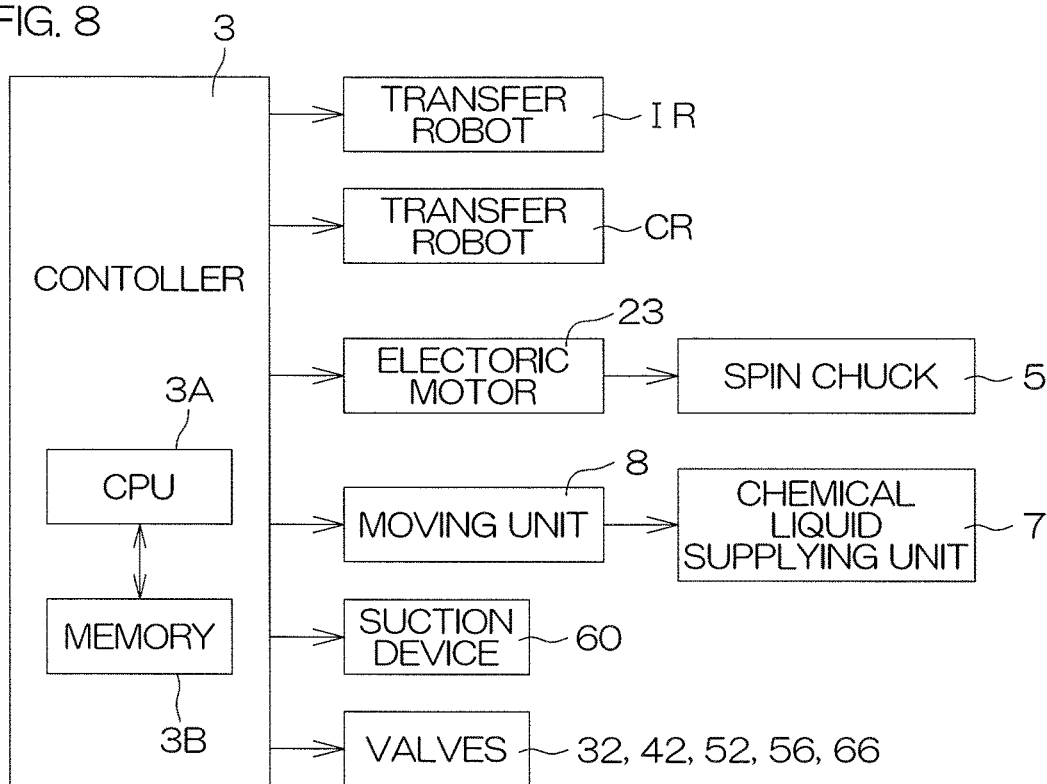 FIG. 8
3
TRANSFER
ROBOT
IR
TRANSFER
ROBOT
CR
CONTOLLER
23
ELECTORIC
MOTOR
SPIN CHUCK
5
3A
CPU
8
MOVING UNIT
CHEMICAL
LIQUID
SUPPLYING UNIT
7
MEMORY
3B
SUCTION
DEVICE
60
VALVES
32, 42, 52, 56, 66